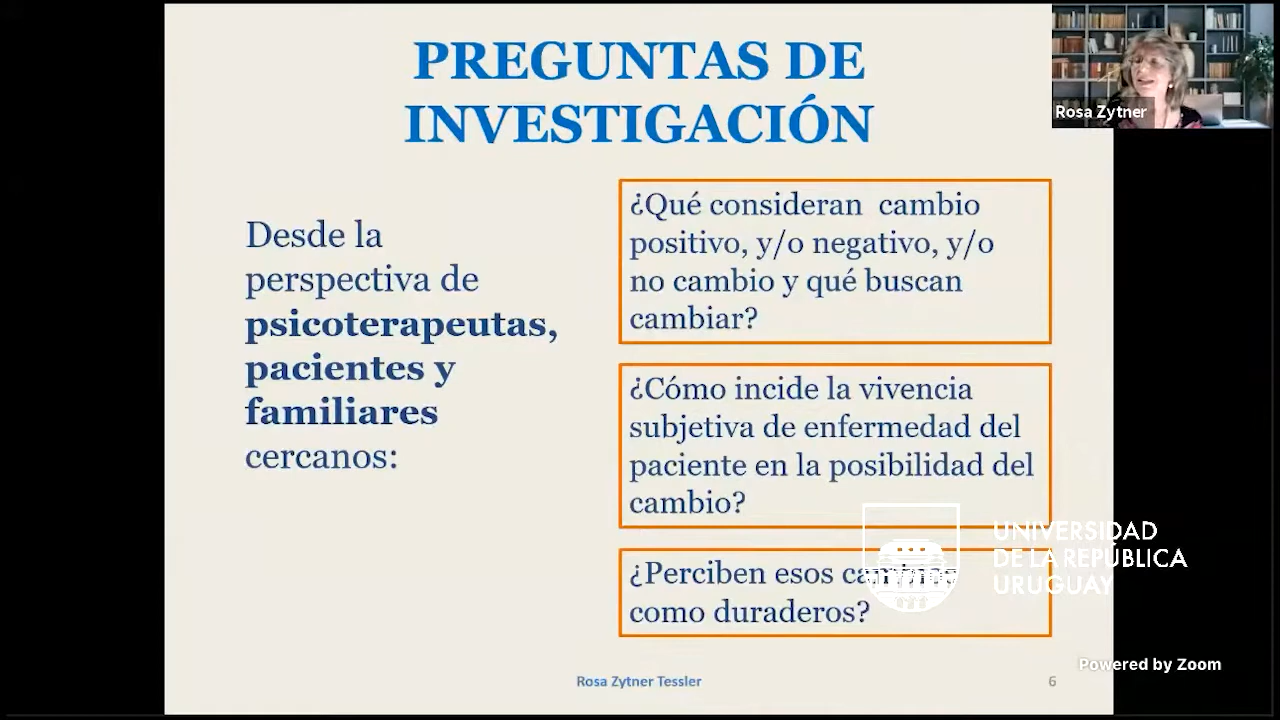 PREGUNTAS DE
INVESTIGACIÓN
Rosa Zytner
Desde la
perspectiva de
psicoterapeutas,
pacientes y
familiares
cercanos:
¿Qué consideran cambio
positivo, y/o negativo, y/o
no cambio y qué buscan
cambiar?
¿Cómo incide la vivencia
subjetiva de enfermedad del
paciente en la posibilidad del
cambio?
¿Perciben esos
como duraderos?
UNIVERSIDAD
DE LA REPÚBLICA
URUGUAY
Powered by Zoom
Rosa Zytner Tessler
6